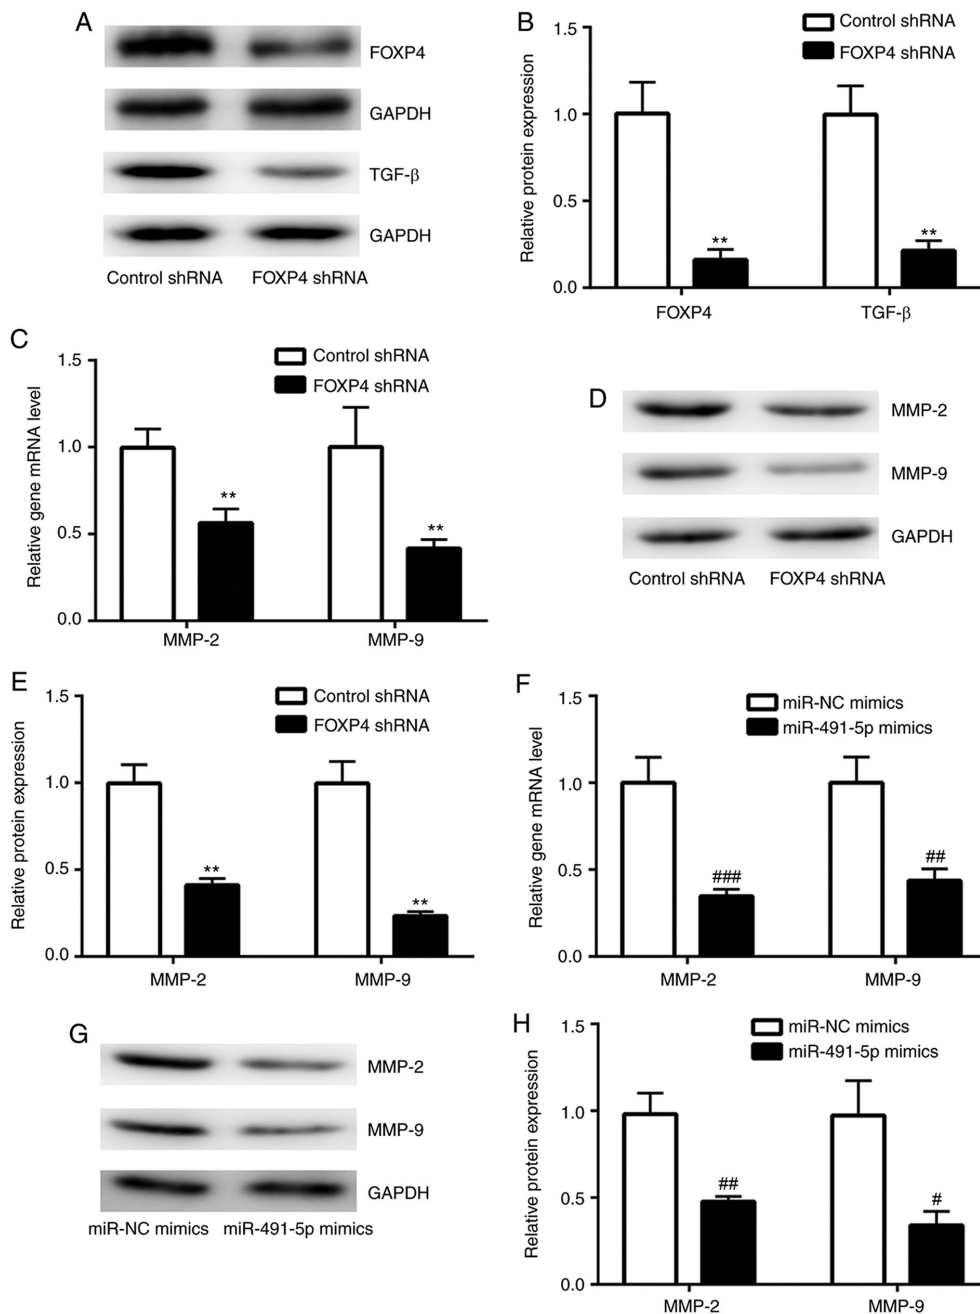 A
FOXP4
GAPDH
TGF-β
GAPDH
Control shRNA FOXP4 shRNA
B
Control shRNA
FOXP4 shRNA
Relative protein expression
1.5
1.0
0.5
0.0
**
**
FOXP4 TGF-β
C
Control shRNA
FOXP4 shRNA
Relative gene mRNA level
1.5
1.0
0.5
0.0
**
**
MMP-2 MMP-9
D
MMP-2
MMP-9
GAPDH
Control shRNA FOXP4 shRNA
E
Control shRNA
FOXP4 shRNA
Relative protein expression
1.5
1.0
0.5
0.0
**
**
MMP-2 MMP-9
F
miR-NC mimics
miR-491-5p mimics
Relative gene mRNA level
1.5
1.0
0.5
0.0
###
##
MMP-2 MMP-9
G
MMP-2
MMP-9
GAPDH
miR-NC mimics miR-491-5p mimics
H
miR-NC mimics
miR-491-5p mimics
Relative protein expression
1.5
1.0
0.5
0.0
##
#
MMP-2 MMP-9